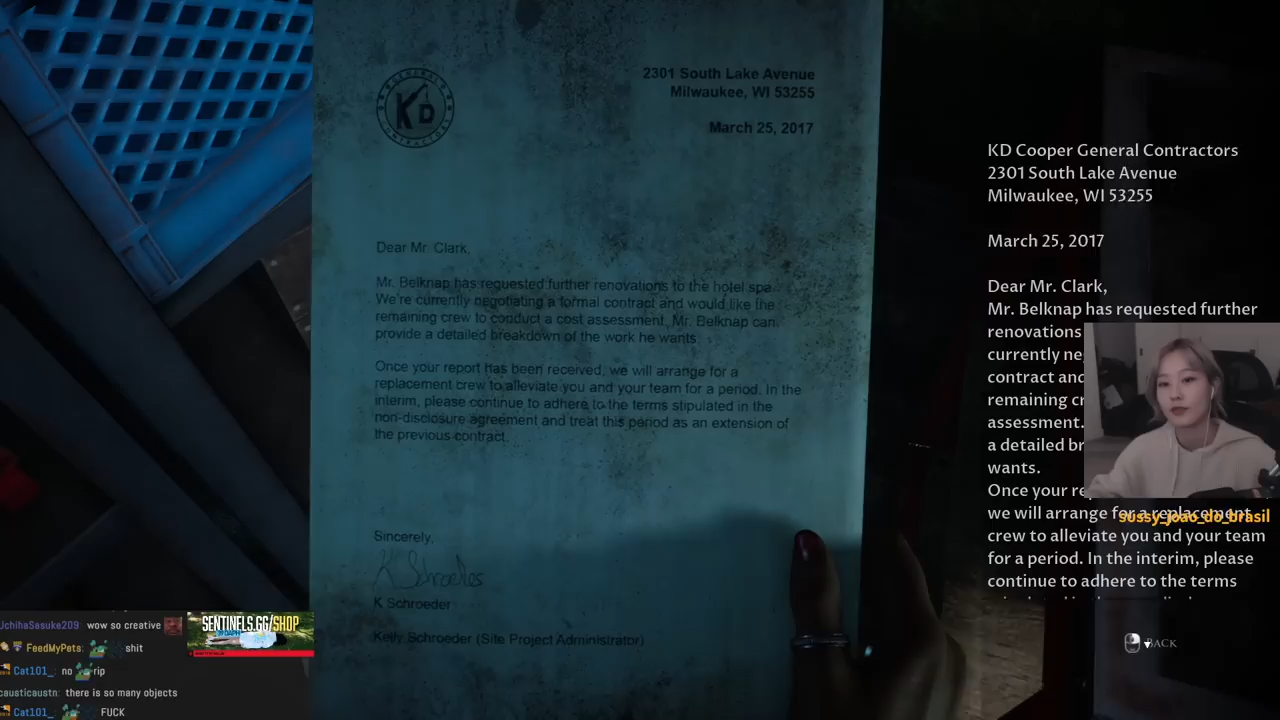 GENERAL
KD
2301 South Lake Avenue
Milwaukee, WI 53255
March 25, 2017
Dear Mr. Clark,
Mr. Belknap has requested further renovations to the hotel spa.
We're currently negotiating a formal contract and would like the
remaining crew to conduct a cost assessment. Mr. Belknap can
provide a detailed breakdown of the work he wants.
Once your report has been received, we will arrange for a
replacement crew to alleviate you and your team for a period. In the
interim, please continue to adhere to the terms stipulated in the
non-disclosure agreement and treat this period as an extension of
the previous contract.
Sincerely,
K Schroeder
K Schroeder
Kelly Schroeder (Site Project Administrator)
KD Cooper General Contractors
2301 South Lake Avenue
Milwaukee, WI 53255
March 25, 2017
Dear Mr. Clark,
Mr. Belknap has requested further
renovations
currently ne
contract and
remaining cr
assessment.
a detailed br
wants.
Once your re
we will arrange for a replacement
sussy_joao_do_brasil
crew to alleviate you and your team
for a period. In the interim, please
continue to adhere to the terms
BACK
UchihaSasuke209 wow so creative
FeedMyPets: shit
Cat101_: no rip
causticaustn: there is so many objects
Cat101_: FUCK
SENTINELS.GG/SHOP